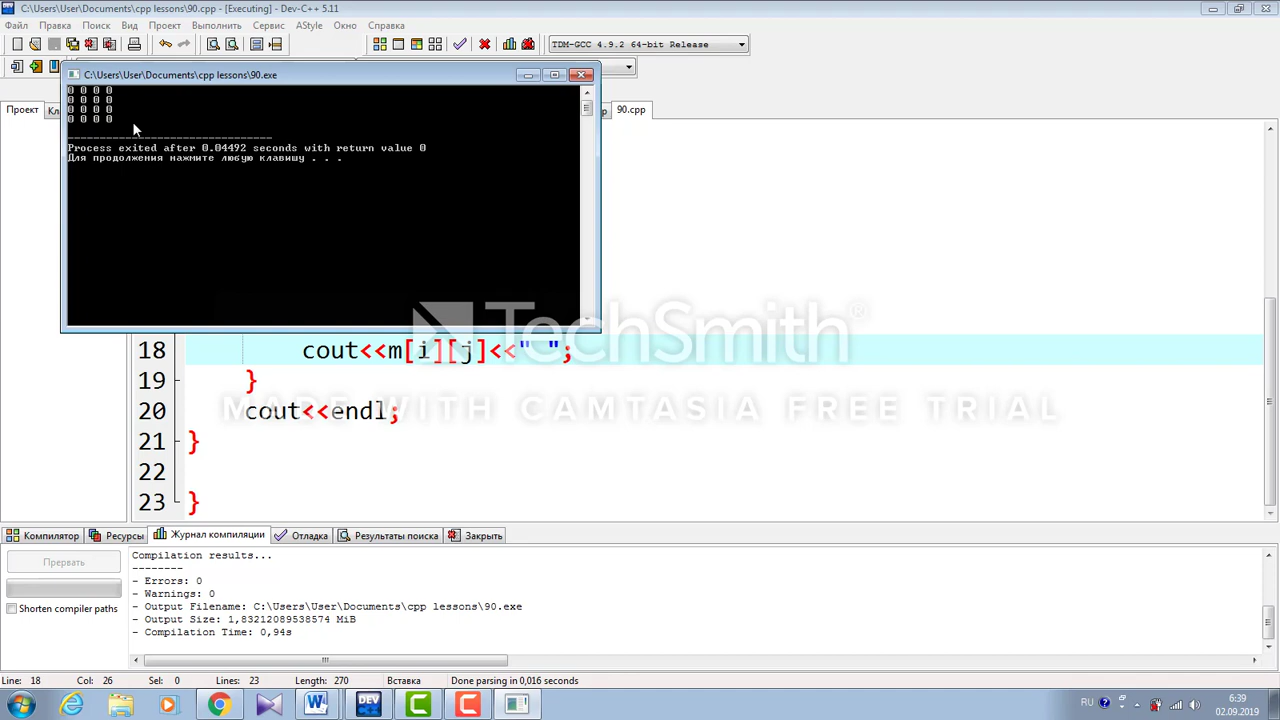 C:\Users\User\Documents\cpp lessons\90.cpp - [Executing] - Dev-C++ 5.11
Файл Правка Поиск Вид Проект Выполнить Сервис AStyle Окно Справка
TDM-GCC 4.9.2 64-bit Release
C:\Users\User\Documents\cpp lessons\90.exe
0 0 0 0
0 0 0 0
0 0 0 0
0 0 0 0
--------------------------------
Process exited after 0.04492 seconds with return value 0
Для продолжения нажмите любую клавишу . . .
Проект
90.cpp
TechSmith®
MADE WITH CAMTASIA FREE TRIAL
18 cout<<m[i][j]<<" ";
19 }
20 cout<<endl;
21 }
22
23 }
Компилятор Ресурсы Журнал компиляции Отладка Результаты поиска Закрыть
Прервать
Shorten compiler paths
Compilation results...
--------
- Errors: 0
- Warnings: 0
- Output Filename: C:\Users\User\Documents\cpp lessons\90.exe
- Output Size: 1,83212089538574 MiB
- Compilation Time: 0,94s
Line: 18 Col: 26 Sel: 0 Lines: 23 Length: 270 Вставка Done parsing in 0,016 seconds
DEV
RU
6:39
02.09.2019